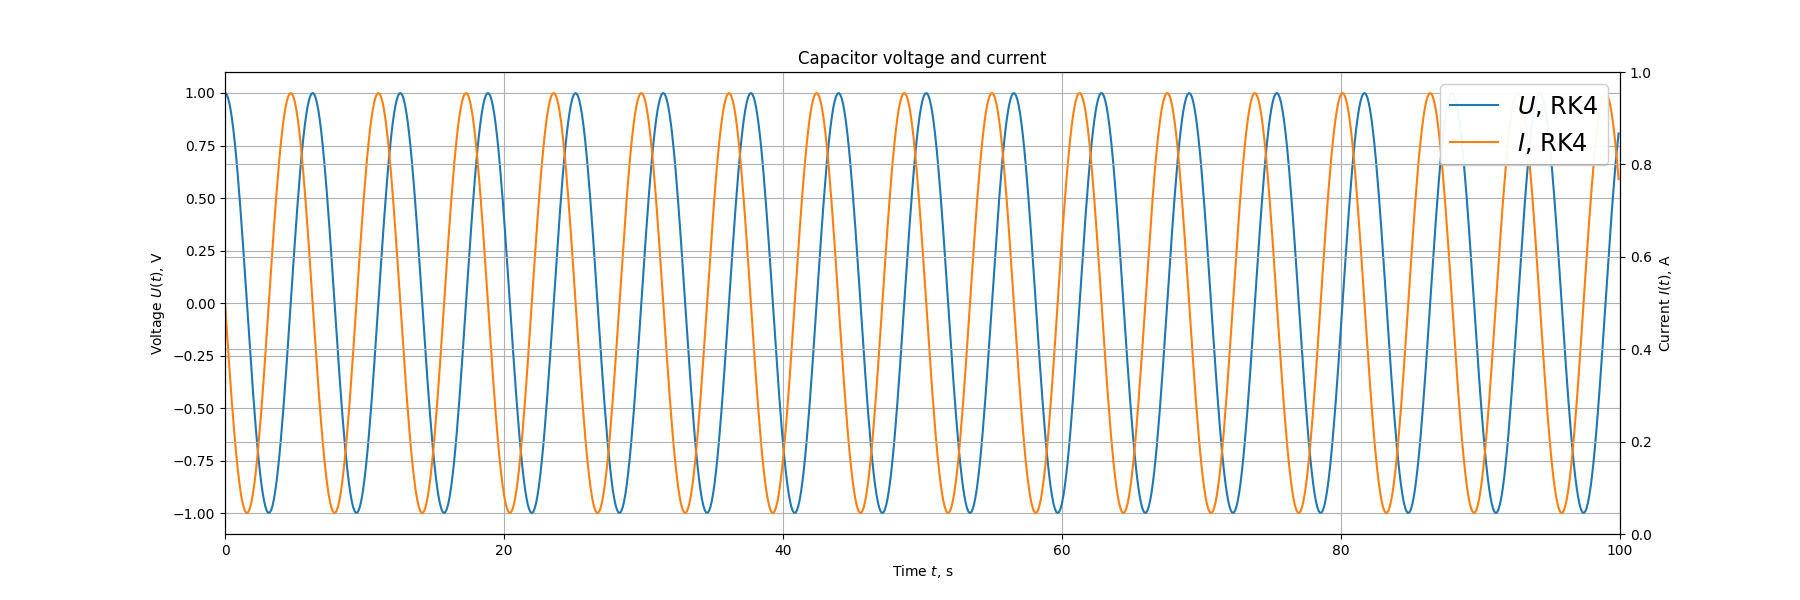 Capacitor voltage and current
1.00
0.75
0.50
0.25
0.00
−0.25
−0.50
−0.75
−1.00
Voltage U(t), V
U, RK4
I, RK4
1.0
0.8
0.6
0.4
0.2
0.0
Current I(t), A
0 20 40 60 80 100
Time t, s